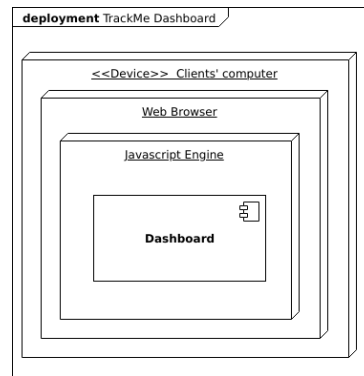 deployment TrackMe Dashboard
<<Device>> Clients' computer
Web Browser
Javascript Engine
Dashboard